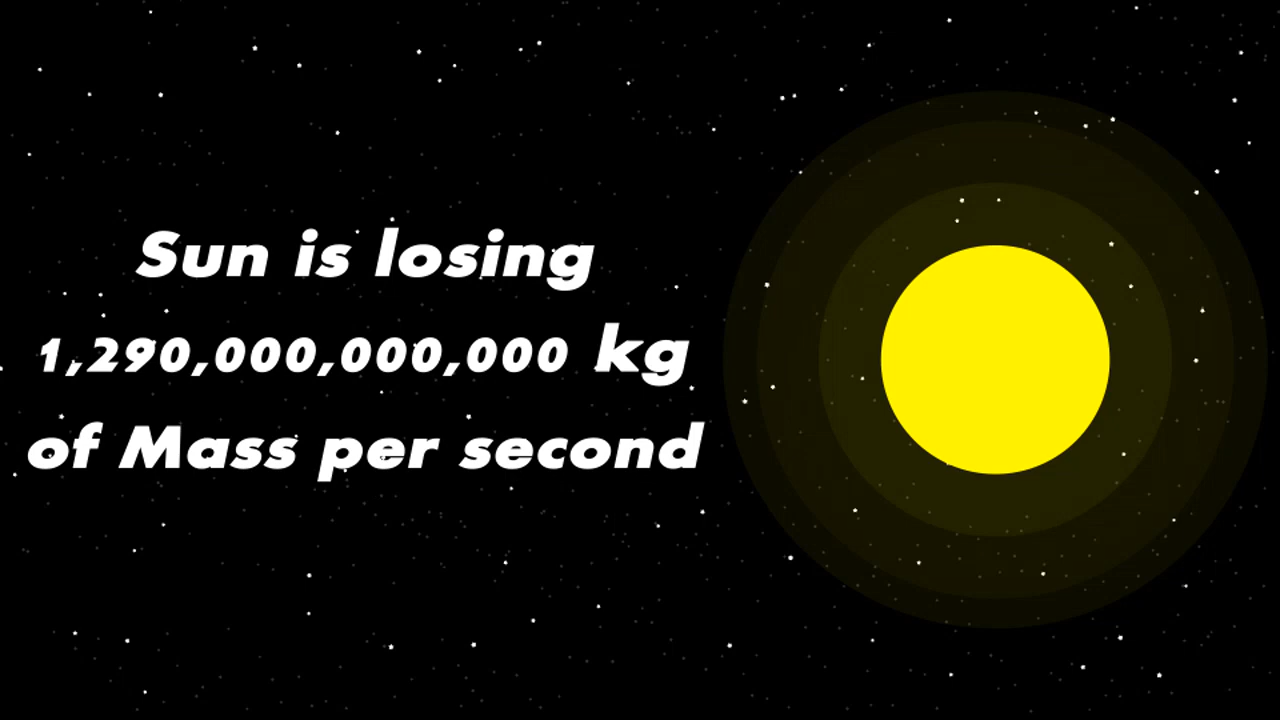 Sun is losing
1,290,000,000,000 kg
of Mass per second